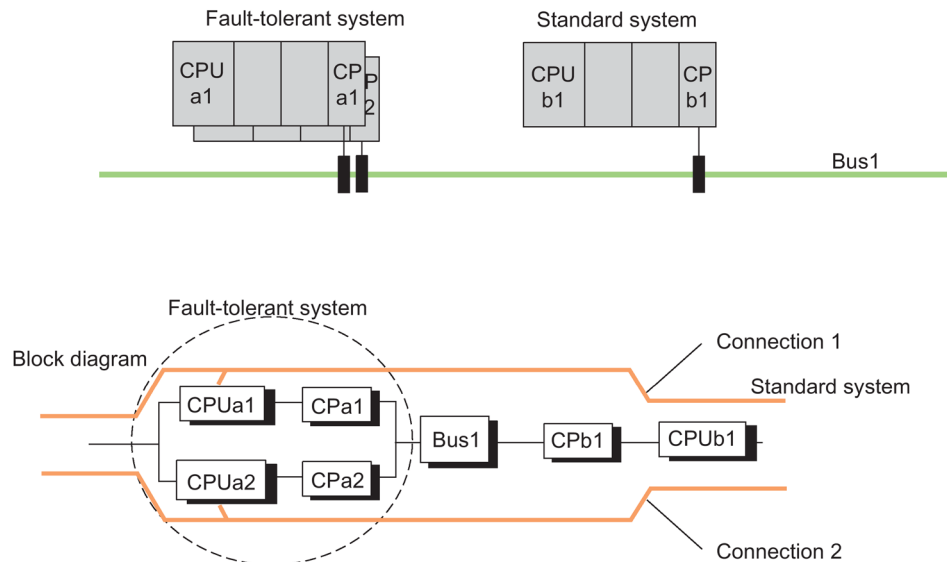 Fault-tolerant system
Standard system
CPU
a1
CP
a1
P
2
CPU
b1
CP
b1
Bus1
Fault-tolerant system
Block diagram
Connection 1
Standard system
CPUa1
CPa1
Bus1
CPb1
CPUb1
CPUa2
CPa2
Connection 2